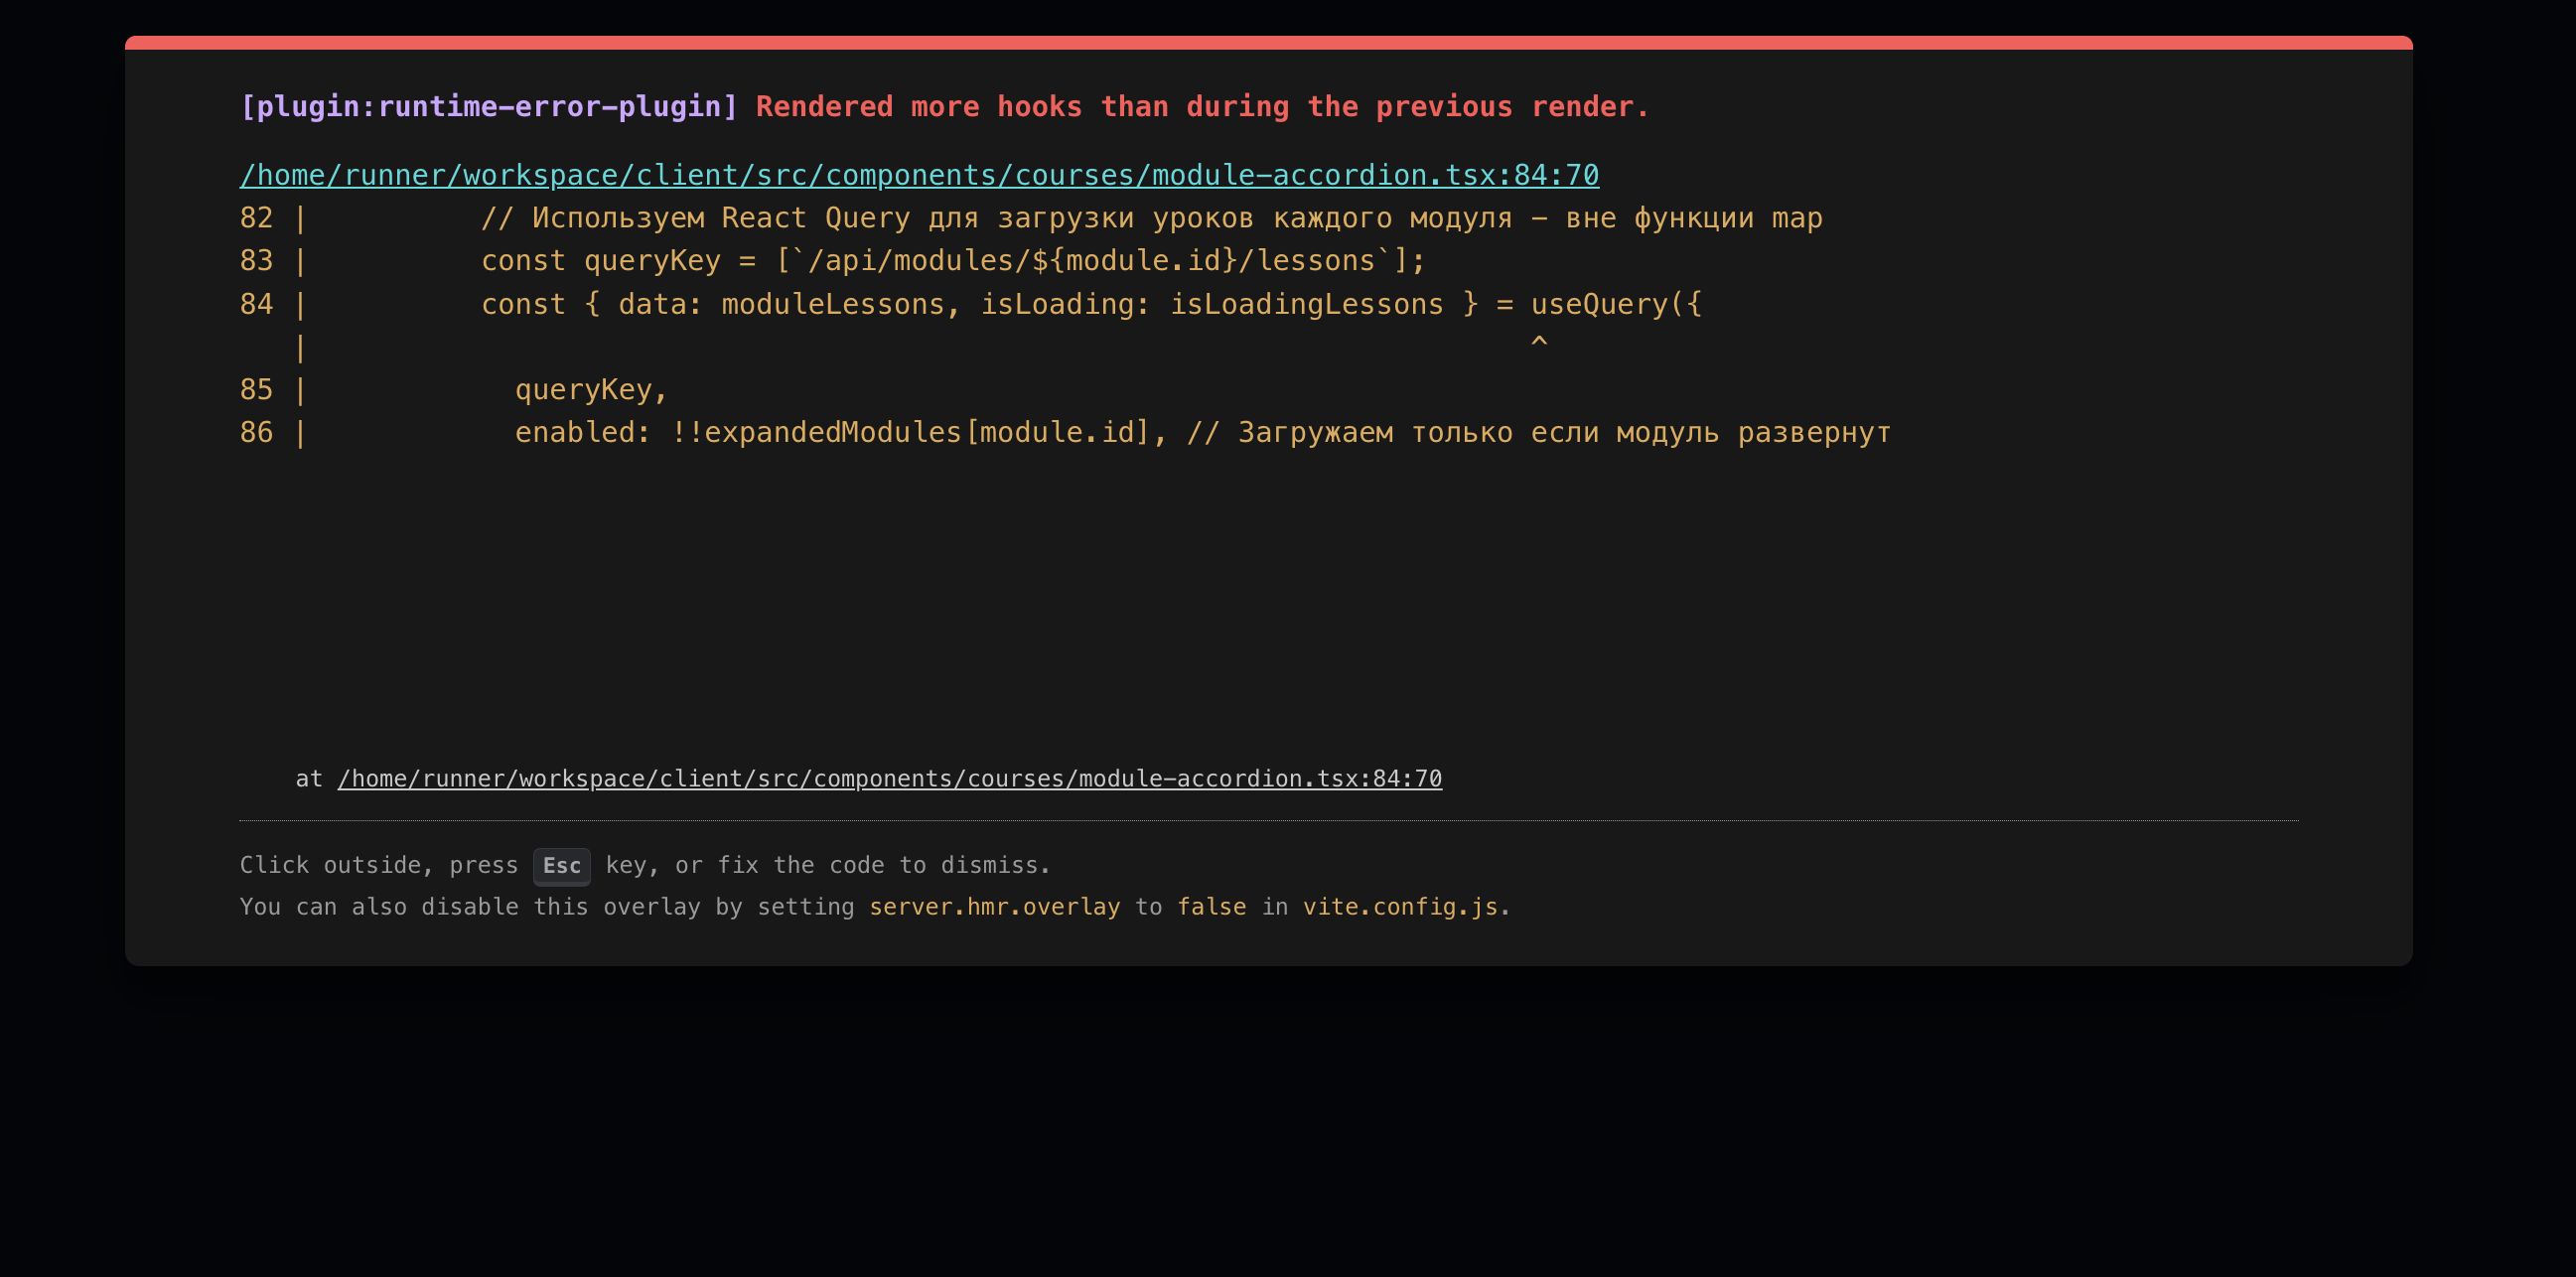 [plugin:runtime-error-plugin] Rendered more hooks than during the previous render.
/home/runner/workspace/client/src/components/courses/module-accordion.tsx:84:70
82 |          // Используем React Query для загрузки уроков каждого модуля - вне функции map
83 |          const queryKey = [`/api/modules/${module.id}/lessons`];
84 |          const { data: moduleLessons, isLoading: isLoadingLessons } = useQuery({
   |                                                                       ^
85 |            queryKey,
86 |            enabled: !!expandedModules[module.id], // Загружаем только если модуль развернут
at /home/runner/workspace/client/src/components/courses/module-accordion.tsx:84:70
Click outside, press Esc key, or fix the code to dismiss.
You can also disable this overlay by setting server.hmr.overlay to false in vite.config.js.